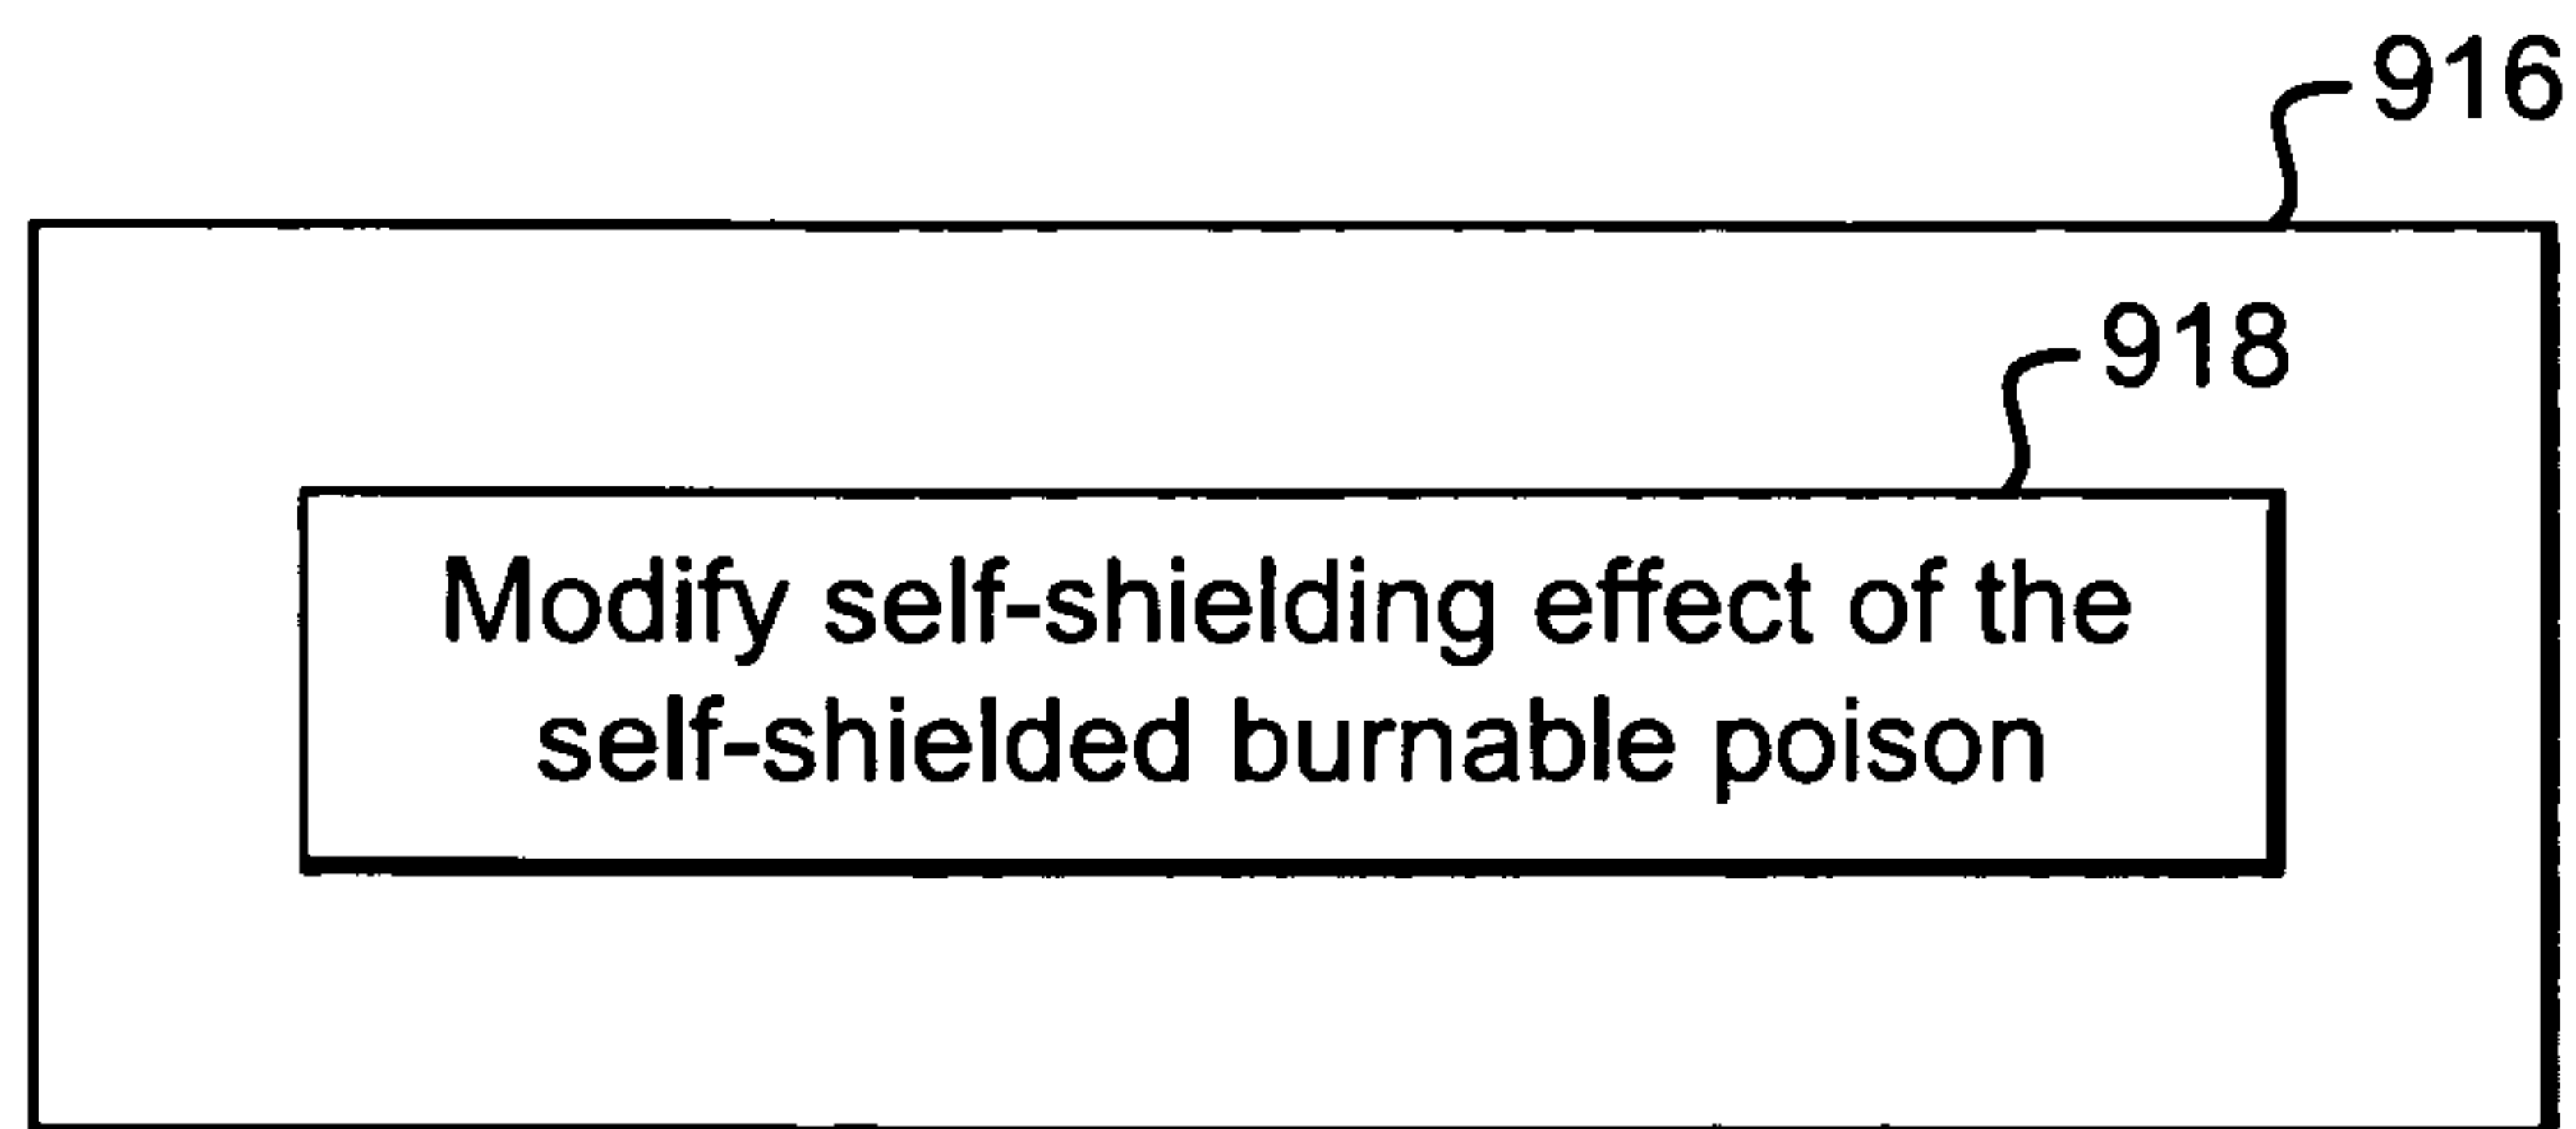 916
918
Modify self-shielding effect of the
self-shielded burnable poison